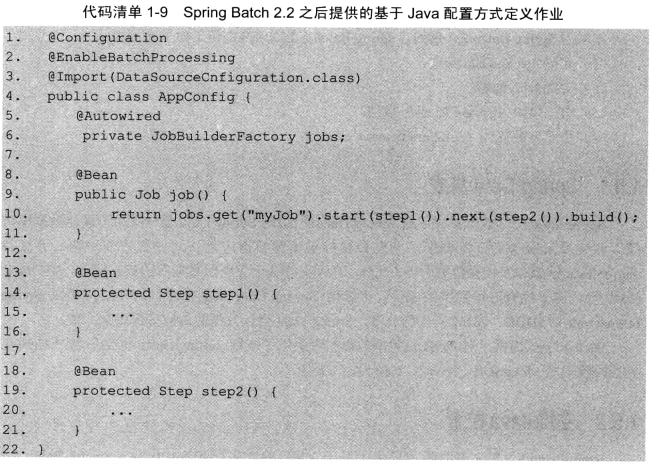 代码清单 1-9 Spring Batch 2.2 之后提供的基于 Java 配置方式定义作业
1. @Configuration
2. @EnableBatchProcessing
3. @Import(DataSourceCnfiguration.class)
4. public class AppConfig {
5. @Autowired
6. private JobBuilderFactory jobs;
7.
8. @Bean
9. public Job job() {
10. return jobs.get("myJob").start(step1()).next(step2()).build();
11. }
12.
13. @Bean
14. protected Step step1() {
15. ...
16. }
17.
18. @Bean
19. protected Step step2() {
20. ...
21. }
22. }